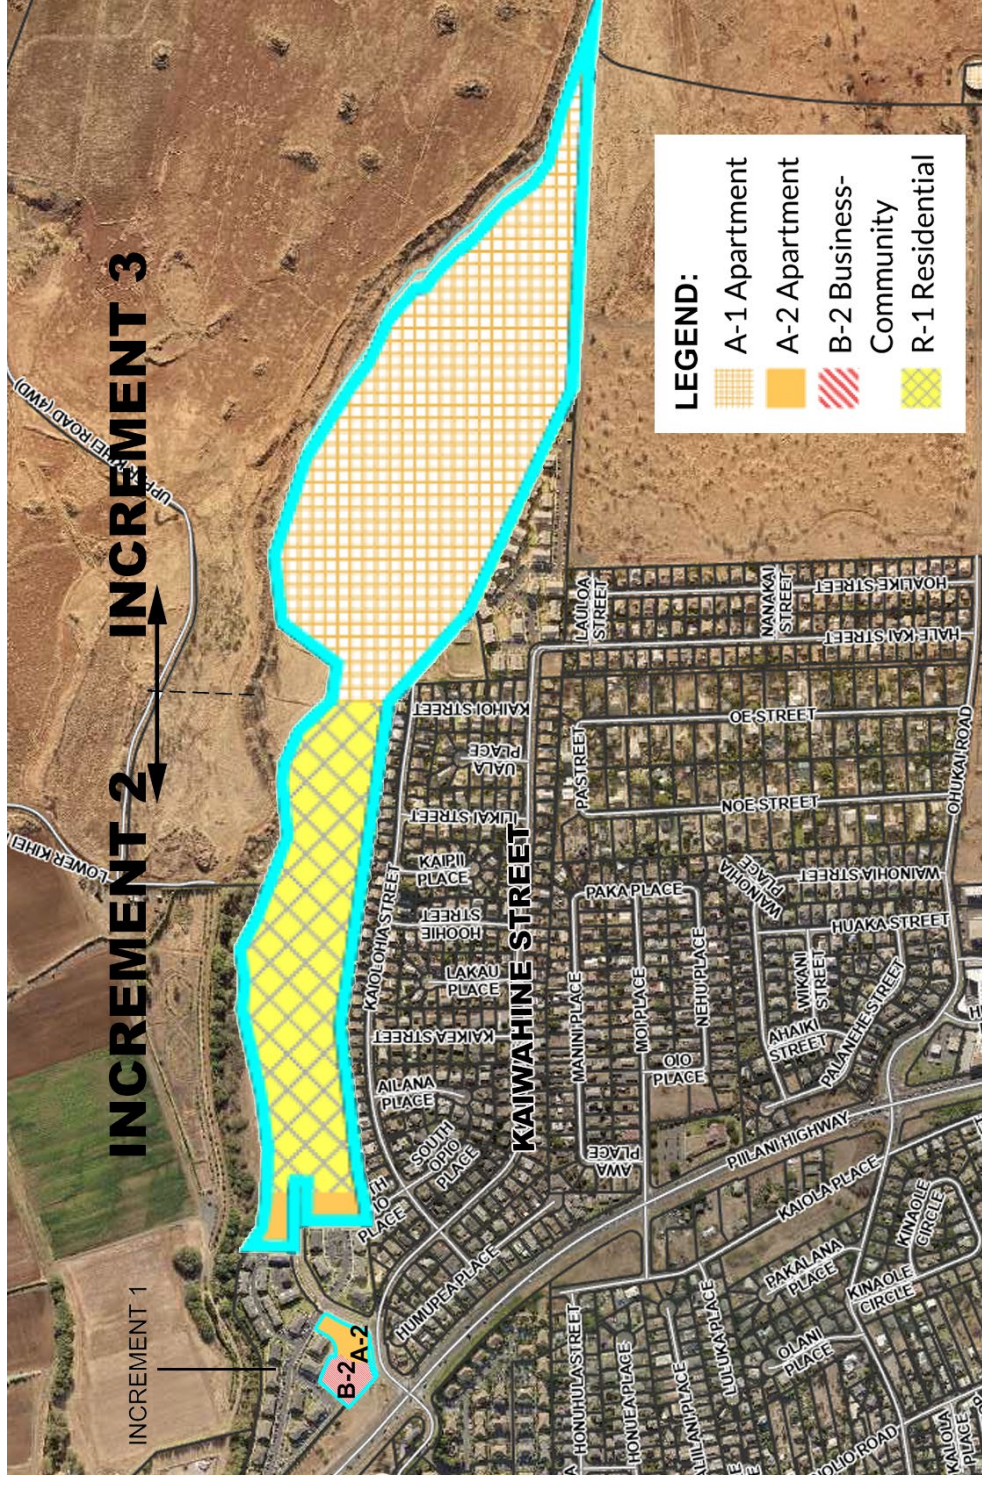 INCREMENT 1
INCREMENT 2
INCREMENT 3
UPPER KIHEI ROAD (4WD)
LOWER KIHEI
B-2
A-2
KAIWAHINE STREET
KAIOLOHIA STREET
KAIHOI STREET
UALA
PLACE
ILIKAI STREET
KAIPII
PLACE
HOOHIE
STREET
LAKAU
PLACE
KAIKEA STREET
AILANA
PLACE
SOUTH
OPIO
PLACE
PLACE
HUMUPEA PLACE
LAULOA
STREET
NANAKAI
STREET
HOALIKE STREET
HALE KAI STREET
PA STREET
OE STREET
NOE STREET
OHUKAI ROAD
PAKA PLACE
MANINI PLACE
MOI PLACE
NEHU PLACE
OIO
PLACE
AWA
PLACE
WAINOHIA
PLACE
WAINOHIA STREET
HUAKA STREET
WIKANI
STREET
AHAIKI
STREET
PALANEHE STREET
PIILANI HIGHWAY
KAIOLA PLACE
KINAOLE
CIRCLE
PAKALANA
PLACE
KINAOLE
CIRCLE
OLANI
PLACE
LULUKA PLACE
HONUHULA STREET
HONUEA PLACE
KAILOLIA
PLACE
LEGEND:
A-1 Apartment
A-2 Apartment
B-2 Business-
Community
R-1 Residential